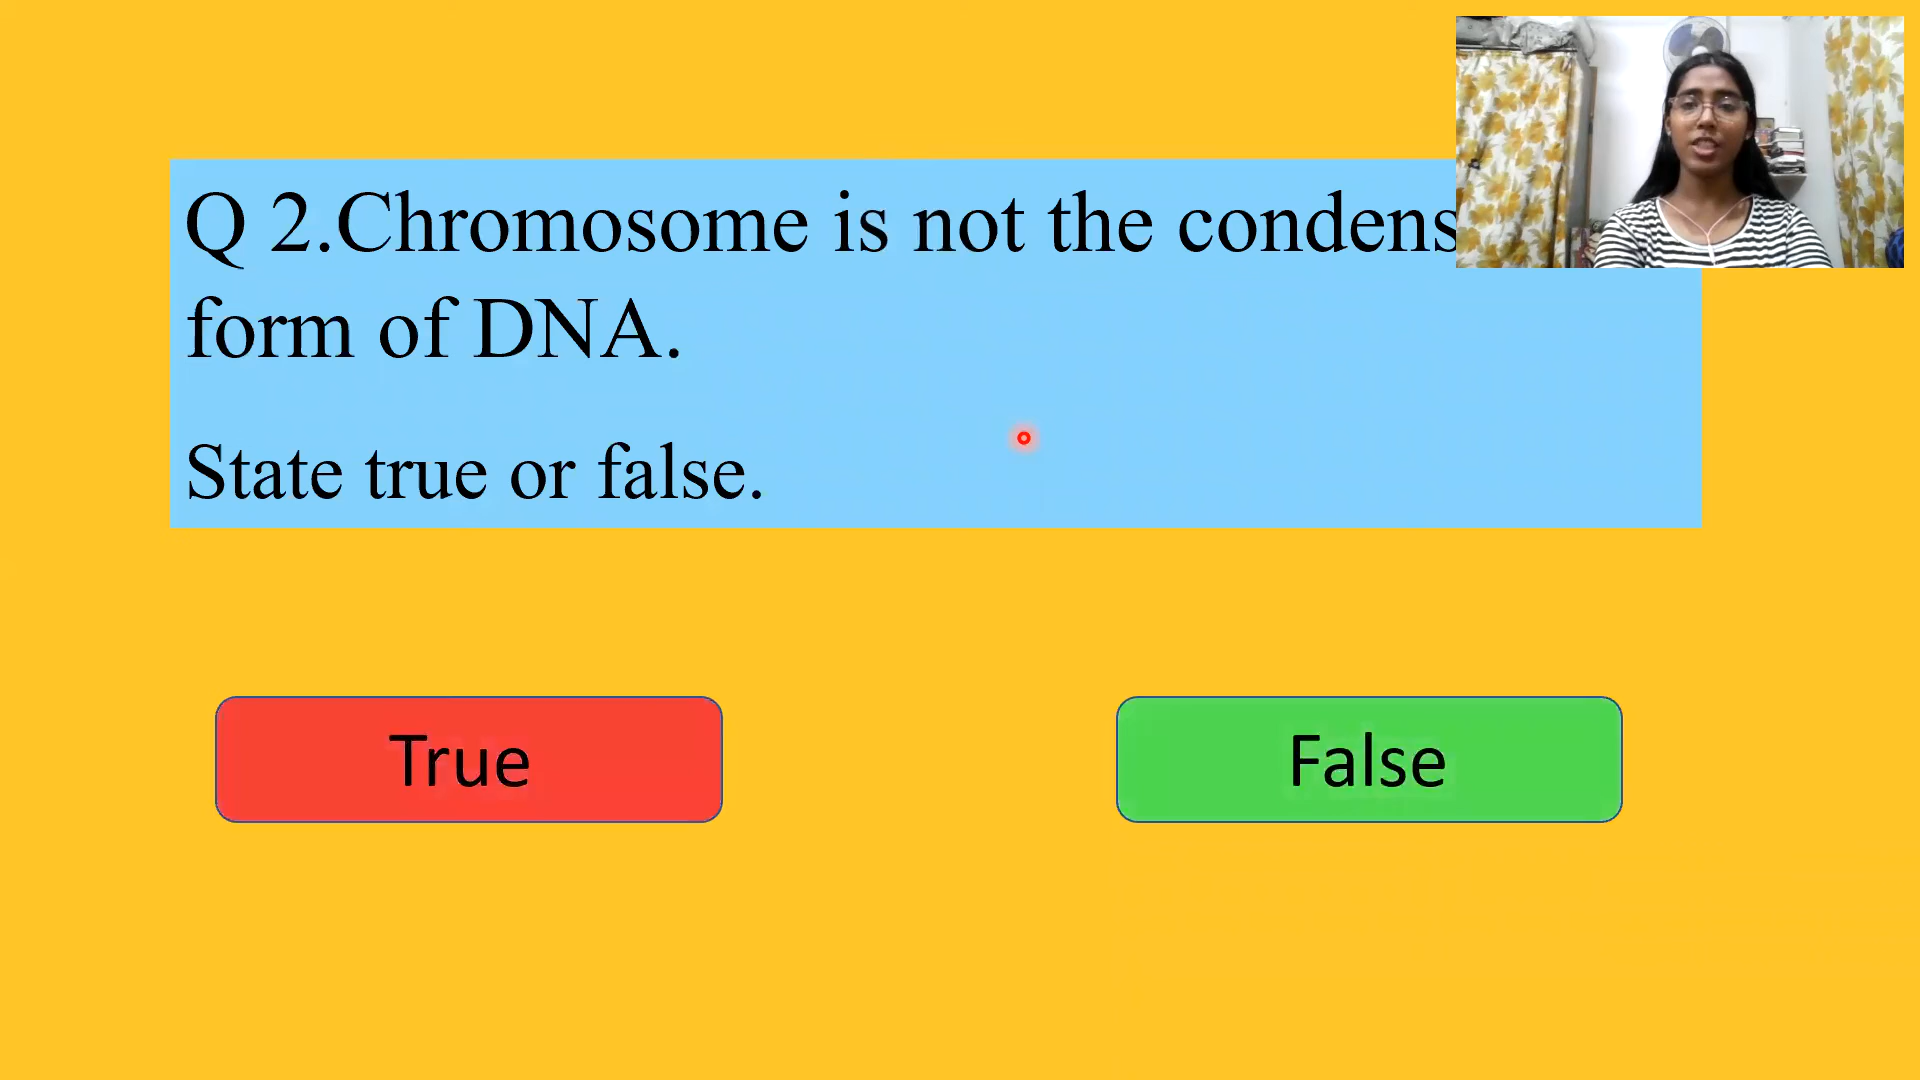 Q 2.Chromosome is not the condens
form of DNA.
State true or false.
True
False